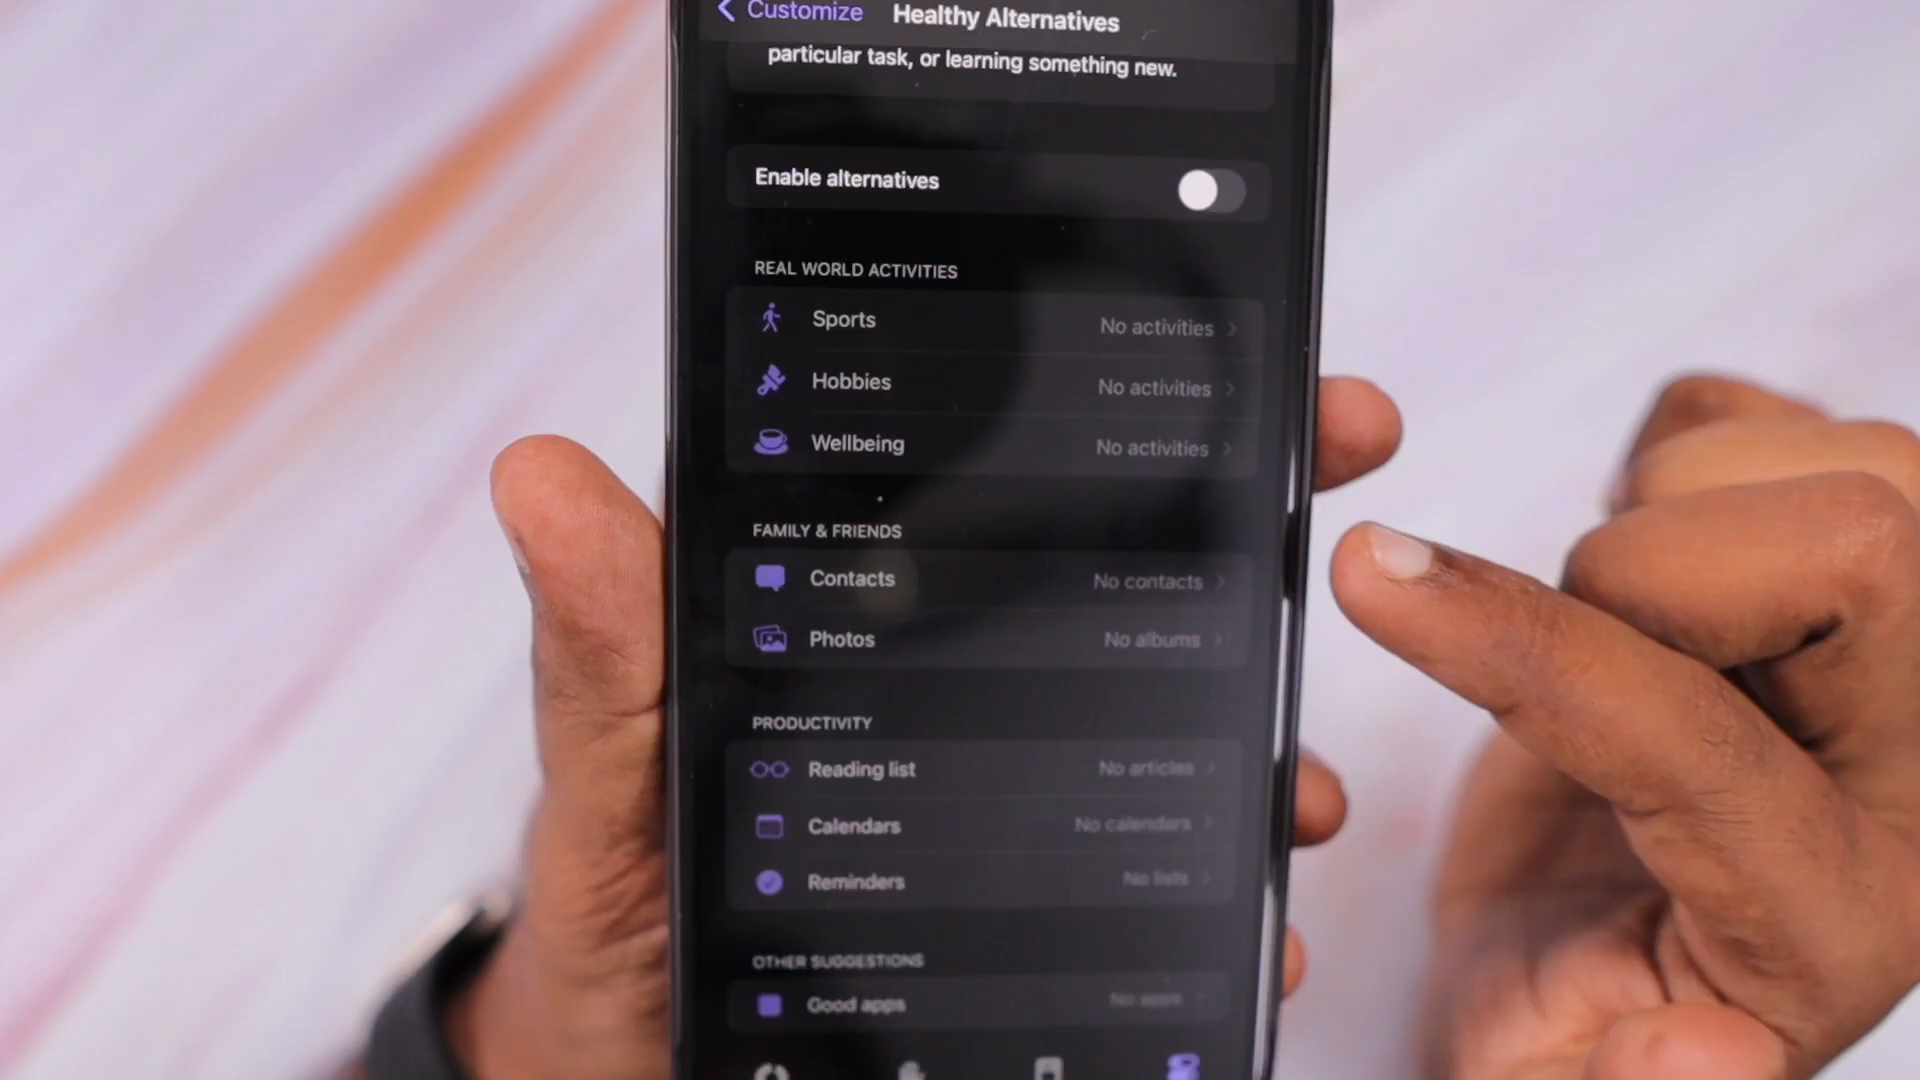 Customize Healthy Alternatives
particular task, or learning something new.
Enable alternatives
REAL WORLD ACTIVITIES
Sports No activities
Hobbies No activities
Wellbeing No activities
FAMILY & FRIENDS
Contacts No contacts
Photos No albums
PRODUCTIVITY
Reading list No articles
Calendars No calendars
Reminders No lists
OTHER SUGGESTIONS
Good apps No apps